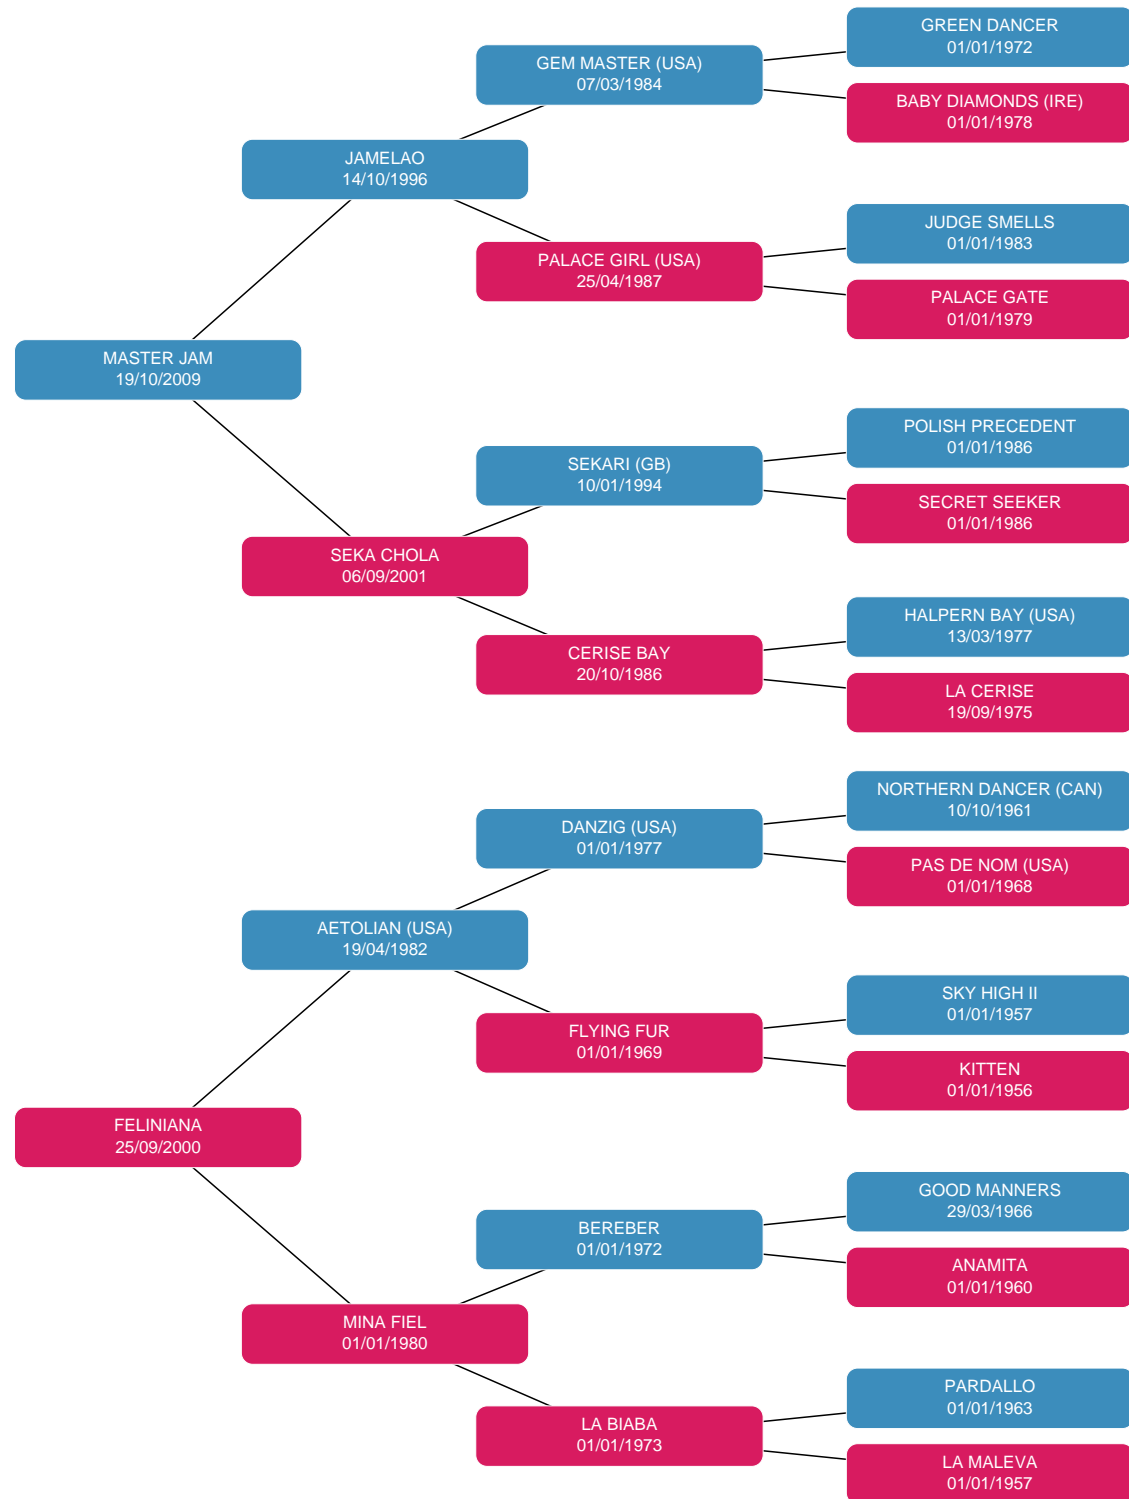 GREEN DANCER
01/01/1972
GEM MASTER (USA)
07/03/1984
BABY DIAMONDS (IRE)
01/01/1978
JAMELAO
14/10/1996
JUDGE SMELLS
01/01/1983
PALACE GIRL (USA)
25/04/1987
PALACE GATE
01/01/1979
MASTER JAM
19/10/2009
POLISH PRECEDENT
01/01/1986
SEKARI (GB)
10/01/1994
SECRET SEEKER
01/01/1986
SEKA CHOLA
06/09/2001
HALPERN BAY (USA)
13/03/1977
CERISE BAY
20/10/1986
LA CERISE
19/09/1975
NORTHERN DANCER (CAN)
10/10/1961
DANZIG (USA)
01/01/1977
PAS DE NOM (USA)
01/01/1968
AETOLIAN (USA)
19/04/1982
SKY HIGH II
01/01/1957
FLYING FUR
01/01/1969
KITTEN
01/01/1956
FELINIANA
25/09/2000
GOOD MANNERS
29/03/1966
BEREBER
01/01/1972
ANAMITA
01/01/1960
MINA FIEL
01/01/1980
PARDALLO
01/01/1963
LA BIABA
01/01/1973
LA MALEVA
01/01/1957